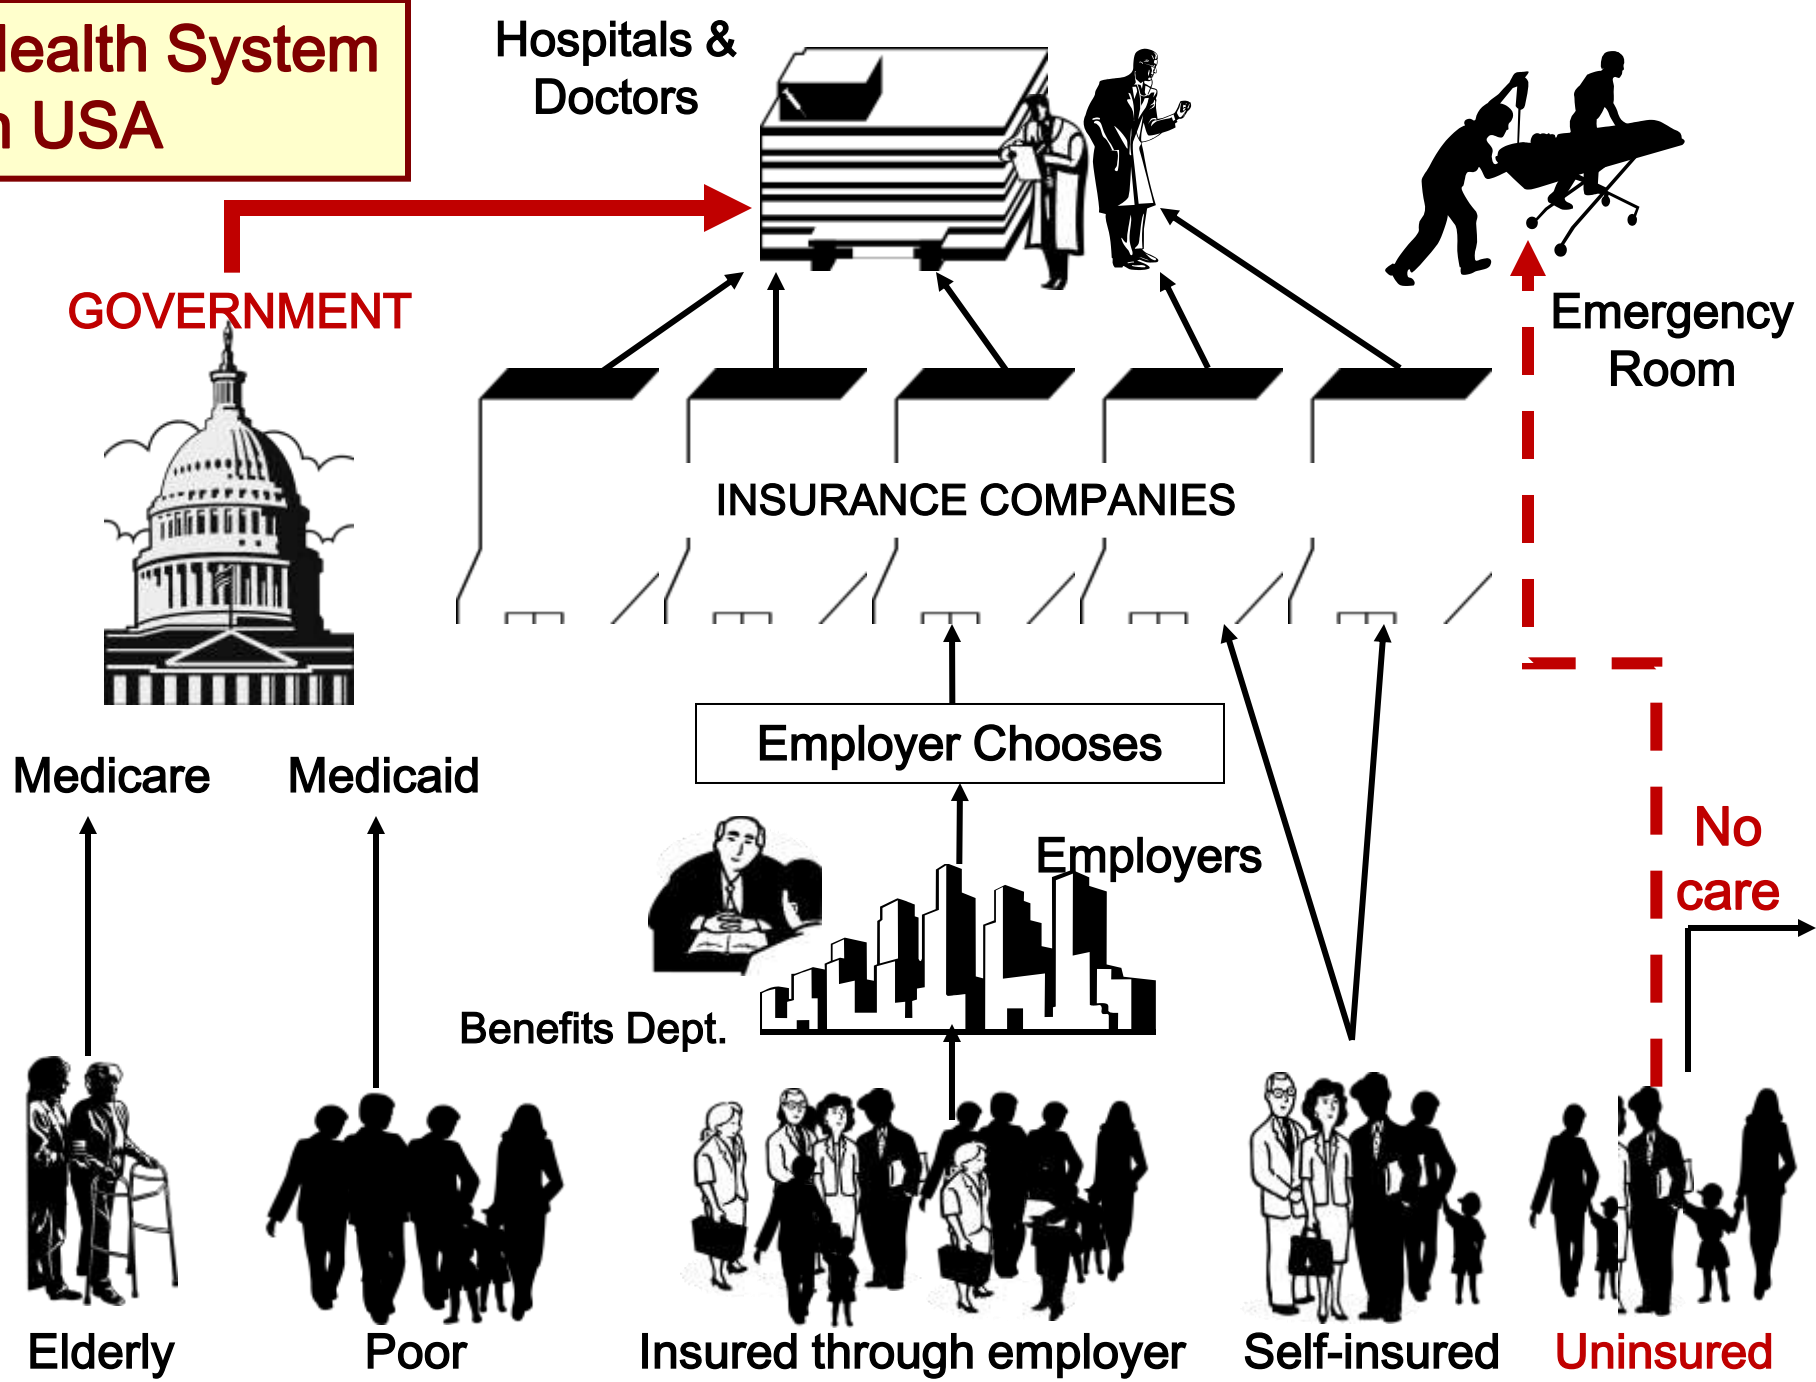 ealth System
USA
Hospitals &
Doctors
GOVERNMENT
Emergency
Room
INSURANCE COMPANIES
Employer Chooses
Medicare
Medicaid
No
care
Employers
Benefits Dept.
Elderly
Poor
Insured through employer
Self-insured
Uninsured